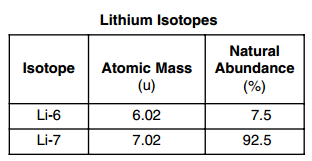 Lithium Isotopes
Isotope Atomic Mass (u) Natural Abundance (%)
Li-6 6.02 7.5
Li-7 7.02 92.5